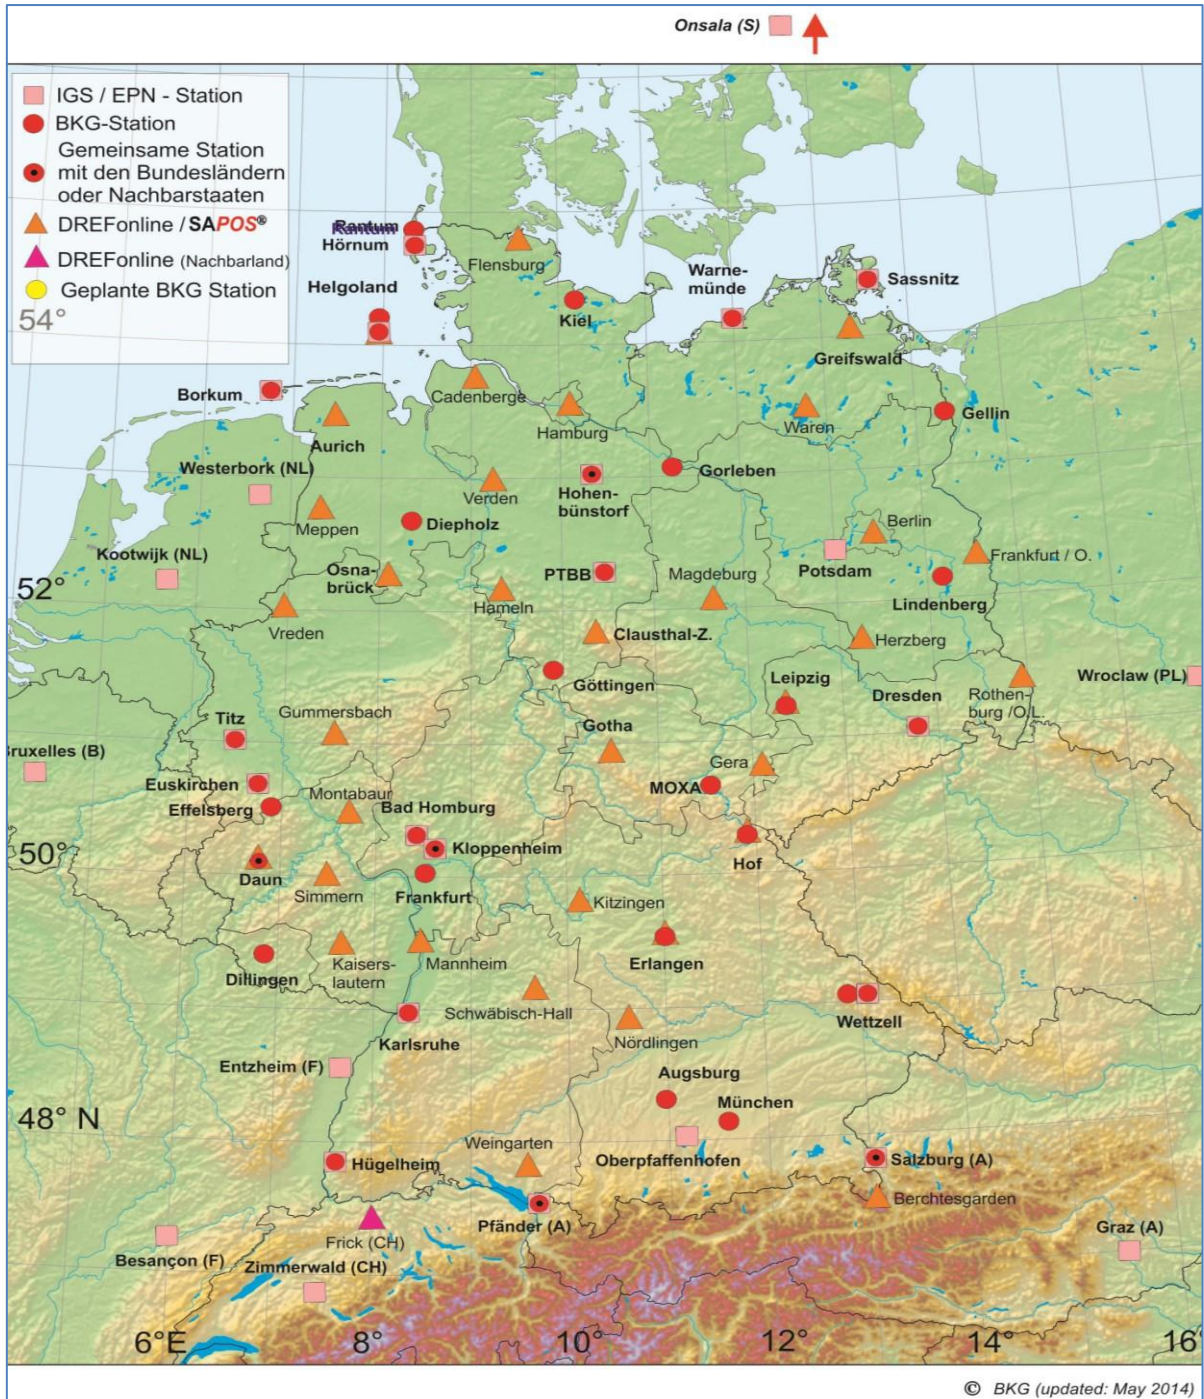 Onsala (S)
IGS / EPN - Station
BKG-Station
Gemeinsame Station
mit den Bundesländern
oder Nachbarstaaten
DREFonline / SAPOS®
DREFonline (Nachbarland)
Geplante BKG Station
54°
Rantum
Hörnum
Flensburg
Helgoland
Kiel
Warne-
münde
Sassnitz
Greifswald
Borkum
Cadenberge
Aurich
Hamburg
Waren
Gellin
Westerbork (NL)
Verden
Hohen-
bünstorf
Gorleben
Meppen
Diepholz
Berlin
Kootwijk (NL)
Osna-
brück
PTBB
Magdeburg
Potsdam
Frankfurt / O.
52°
Lindenberg
Hameln
Vreden
Clausthal-Z.
Herzberg
Göttingen
Leipzig
Dresden
Rothen-
burg /O.L.
Wroclaw (PL)
Titz
Gummersbach
Gotha
Bruxelles (B)
Gera
Euskirchen
Montabaur
MOXA
Effelsberg
Bad Homburg
Kloppenheim
50°
Hof
Daun
Simmern
Frankfurt
Kitzingen
Dillingen
Kaisers-
lautern
Mannheim
Erlangen
Schwäbisch-Hall
Wettzell
Karlsruhe
Nördlingen
Entzheim (F)
Augsburg
München
48° N
Weingarten
Oberpfaffenhofen
Hügelheim
Salzburg (A)
Berchtesgarden
Pfänder (A)
Frick (CH)
Graz (A)
Besançon (F)
Zimmerwald (CH)
6°E
8°
10°
12°
14°
16°
© BKG (updated: May 2014)